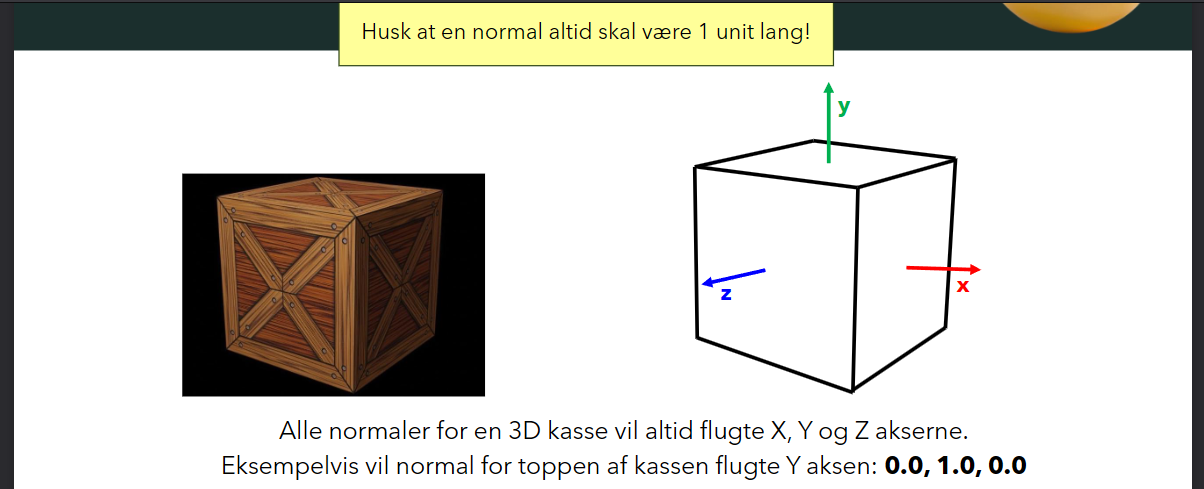 Husk at en normal altid skal være 1 unit lang!
y
z
x
Alle normaler for en 3D kasse vil altid flugte X, Y og Z akserne.
Eksempelvis vil normal for toppen af kassen flugte Y aksen: 0.0, 1.0, 0.0